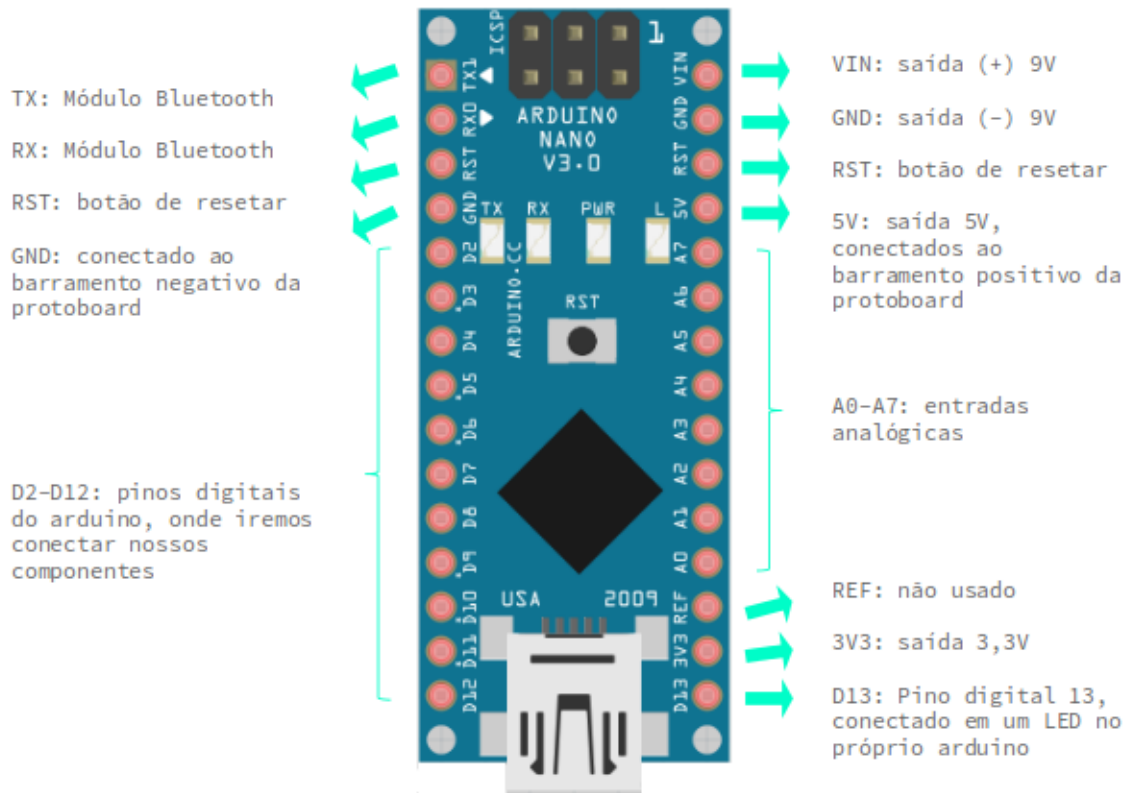 TX: Módulo Bluetooth
RX: Módulo Bluetooth
RST: botão de resetar
GND: conectado ao
barramento negativo da
protoboard
D2-D12: pinos digitais
do arduino, onde iremos
conectar nossos
componentes
ICSP
1
TX1
RX0
RST
GND
D2
D3
D4
D5
D6
D7
D8
D9
D10
D11
D12
ARDUINO
NANO
V3.0
TX RX PWR L
ARDUINO.CC
RST
USA 2009
VIN
GND
RST
5V
A7
A6
A5
A4
A3
A2
A1
A0
REF
3V3
D13
VIN: saída (+) 9V
GND: saída (-) 9V
RST: botão de resetar
5V: saída 5V,
conectados ao
barramento positivo da
protoboard
A0-A7: entradas
analógicas
REF: não usado
3V3: saída 3,3V
D13: Pino digital 13,
conectado em um LED no
próprio arduino